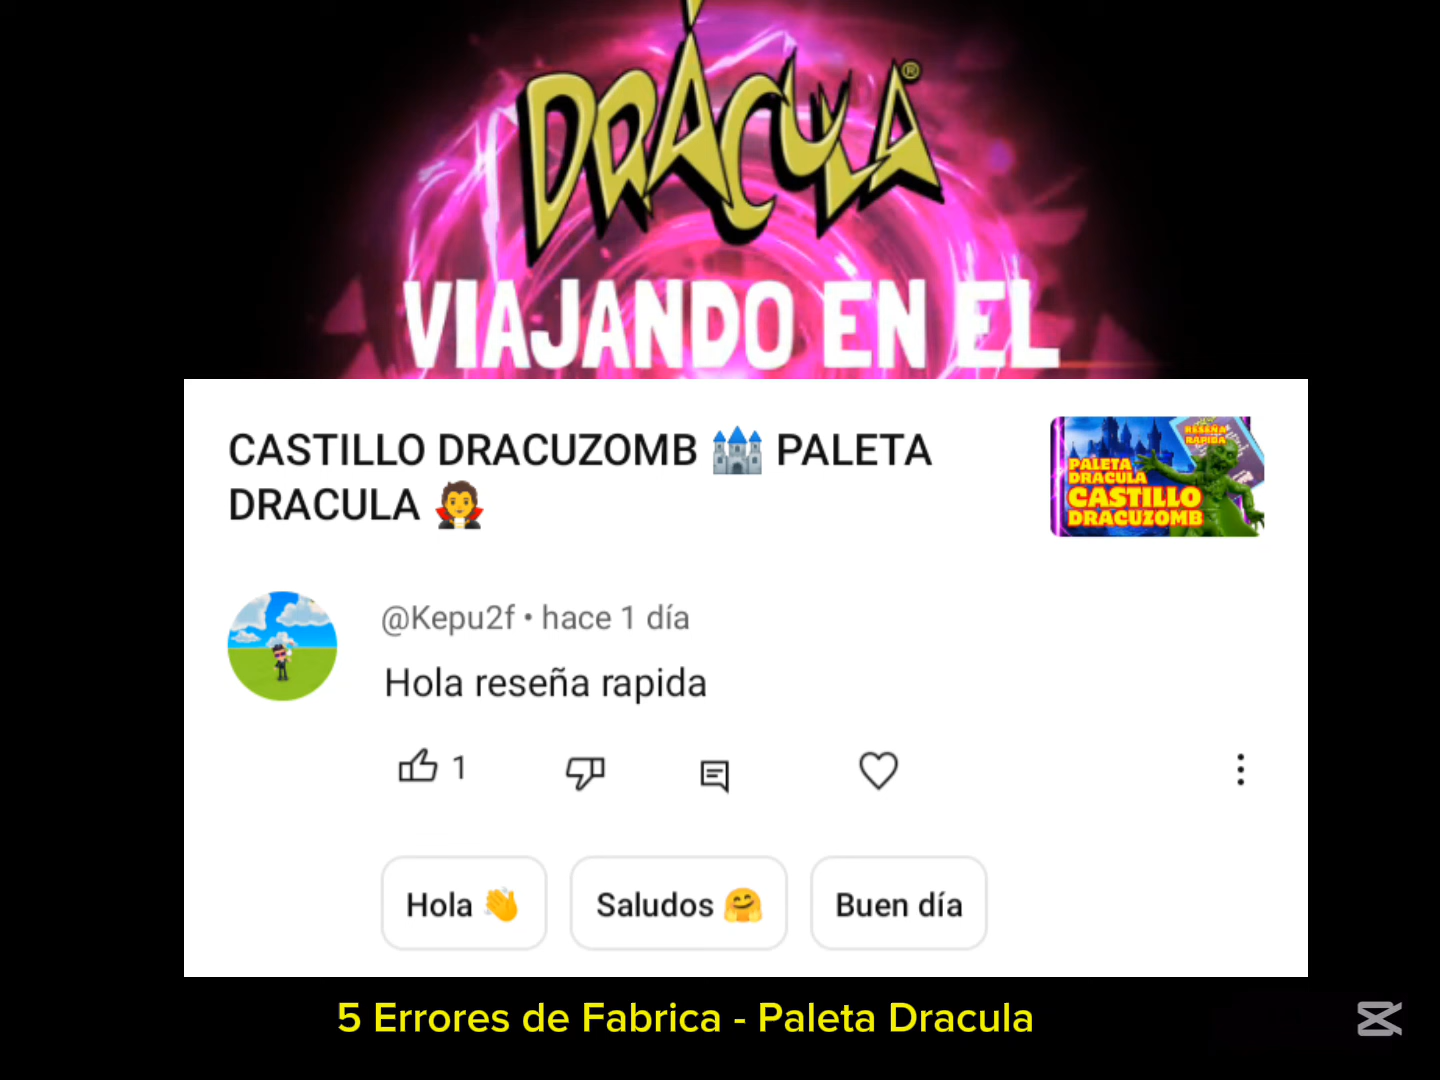 DRÁCULA®
VIAJANDO EN EL
CASTILLO DRACUZOMB 🏰 PALETA
DRACULA 🧛
RESEÑA
RAPIDA
PALETA
DRACULA
CASTILLO
DRACUZOMB
@Kepu2f • hace 1 día
Hola reseña rapida
1
Hola 👋
Saludos 🤗
Buen día
5 Errores de Fabrica - Paleta Dracula